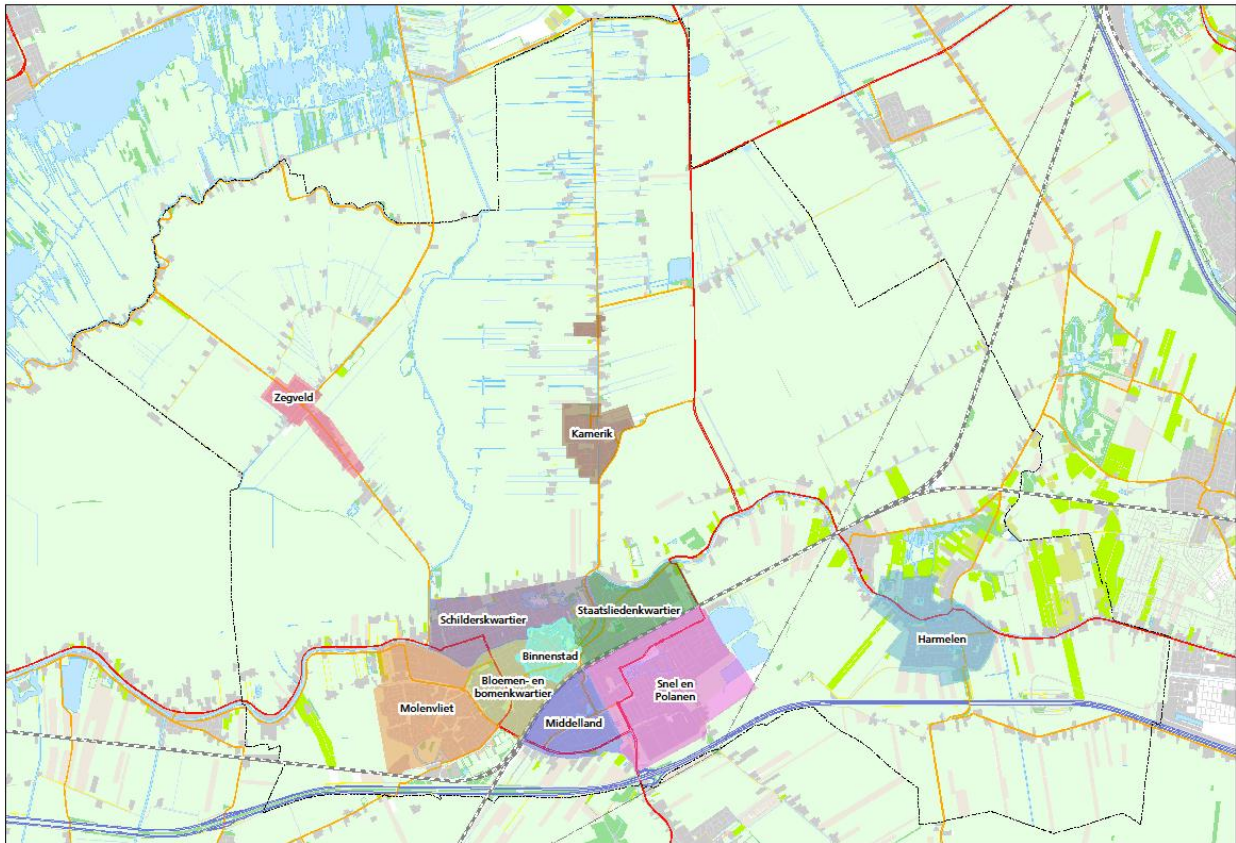 Zegveld
Kamerik
Staatsliedenkwartier
Schilderskwartier
Harmelen
Binnenstad
Bloemen- en
bomenkwartier
Snel en
Polanen
Molenvliet
Middelland